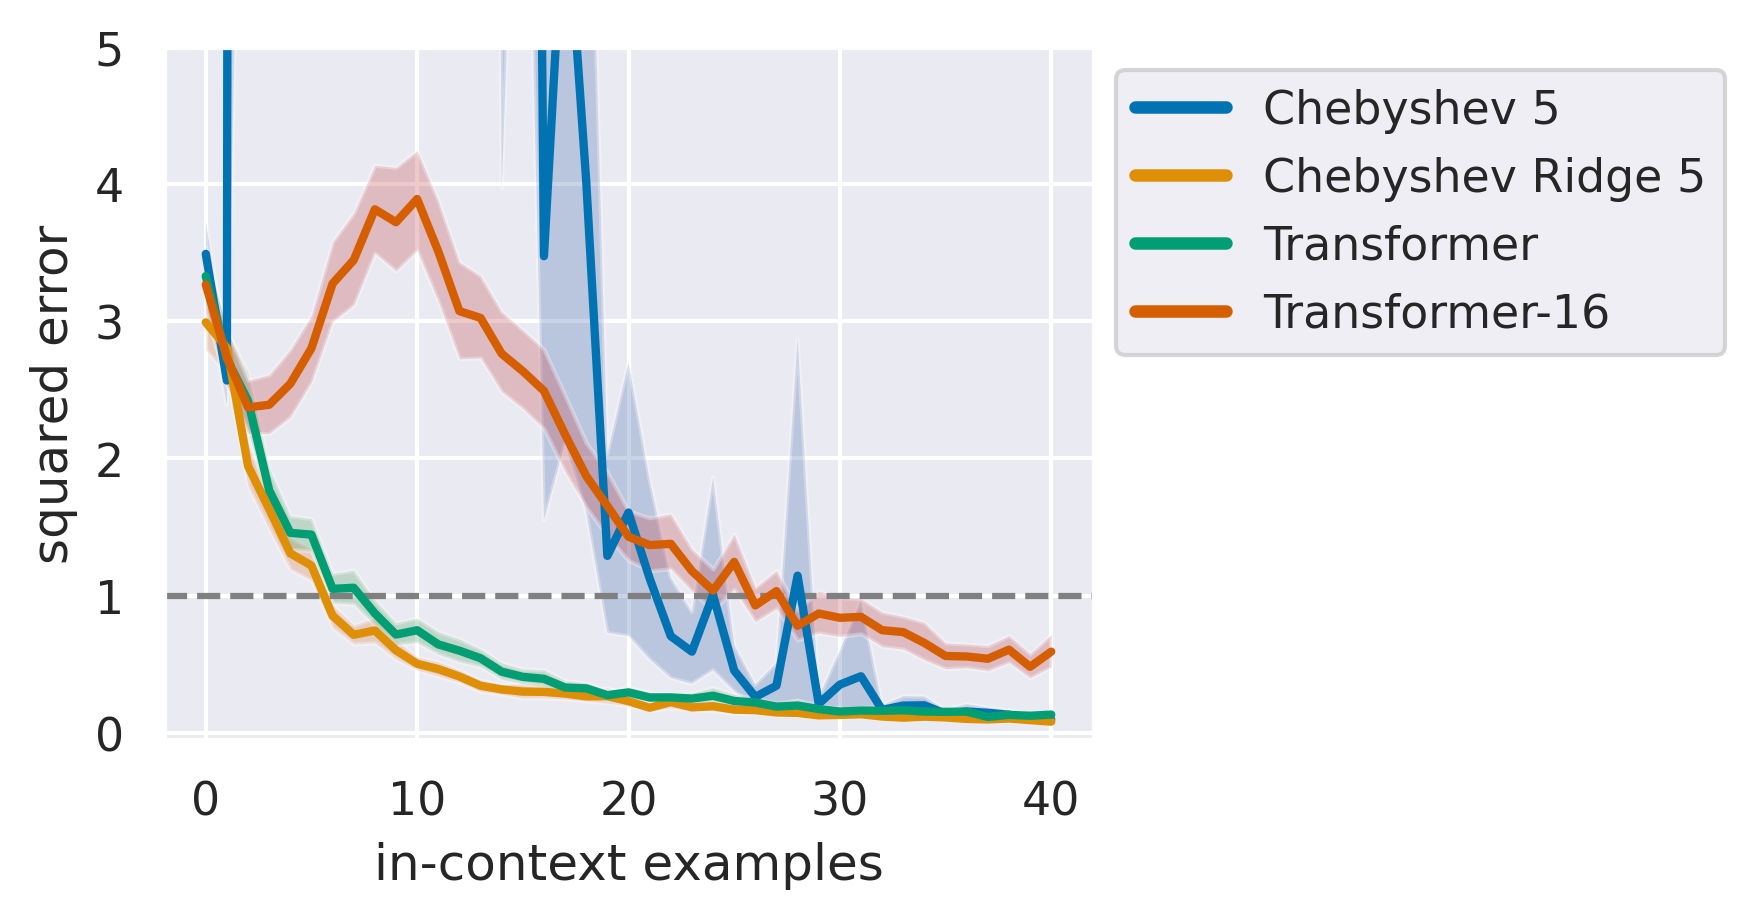 squared error
5
4
3
2
1
0
0 10 20 30 40
in-context examples
Chebyshev 5
Chebyshev Ridge 5
Transformer
Transformer-16